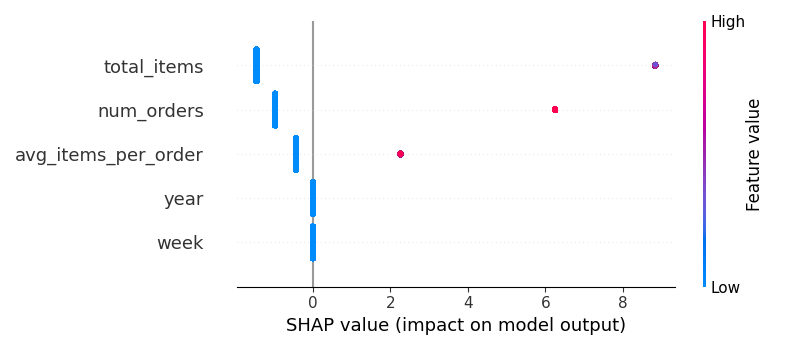 High
total_items
num_orders
avg_items_per_order
year
week
Feature value
Low
0 2 4 6 8
SHAP value (impact on model output)